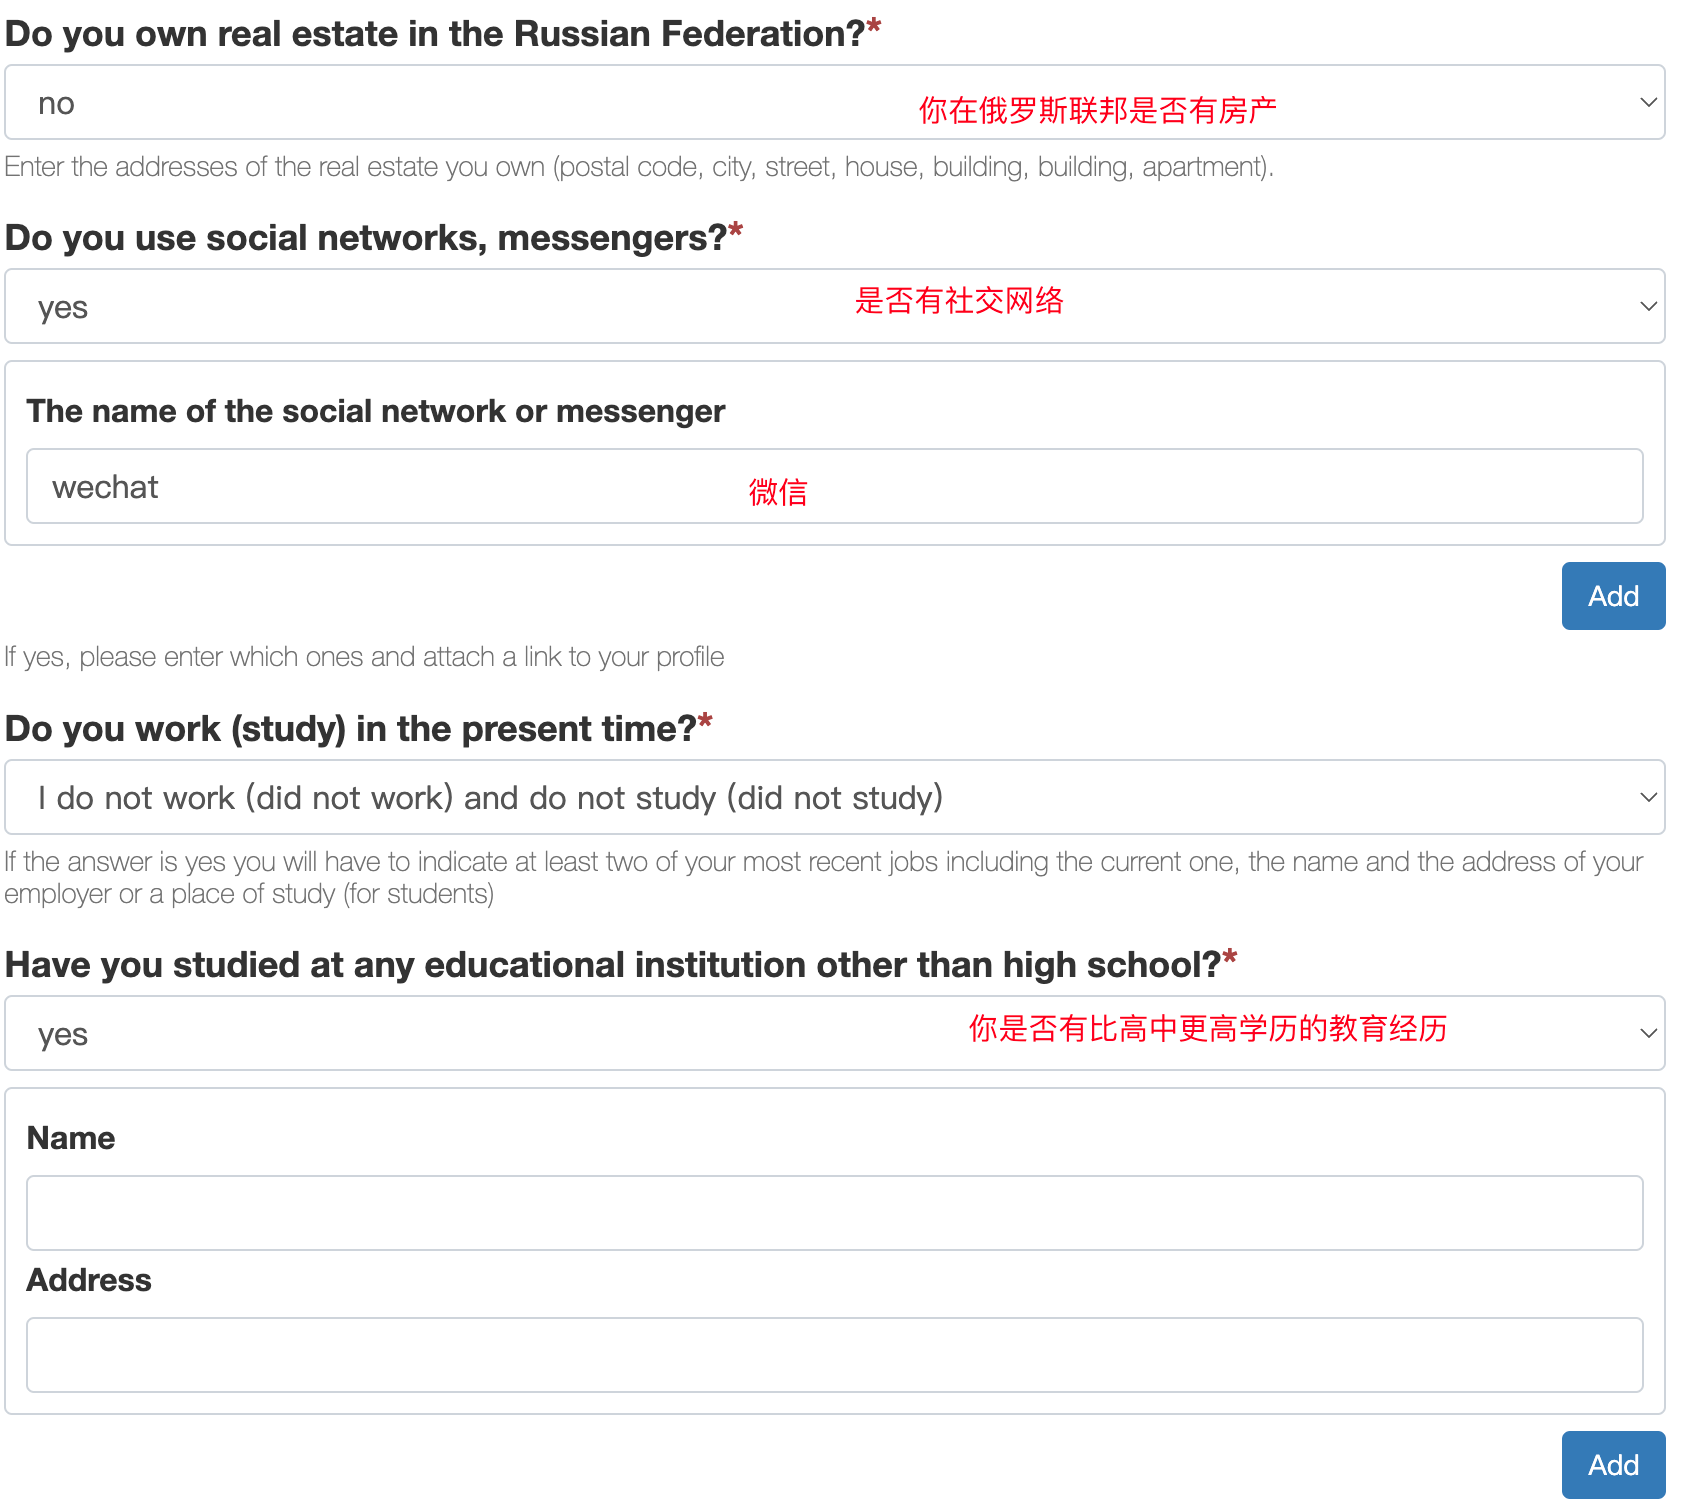 Do you own real estate in the Russian Federation?*
no
你在俄罗斯联邦是否有房产
Enter the addresses of the real estate you own (postal code, city, street, house, building, building, apartment).
Do you use social networks, messengers?*
yes
是否有社交网络
The name of the social network or messenger
wechat
微信
Add
If yes, please enter which ones and attach a link to your profile
Do you work (study) in the present time?*
I do not work (did not work) and do not study (did not study)
If the answer is yes you will have to indicate at least two of your most recent jobs including the current one, the name and the address of your
employer or a place of study (for students)
Have you studied at any educational institution other than high school?*
yes
你是否有比高中更高学历的教育经历
Name
Address
Add